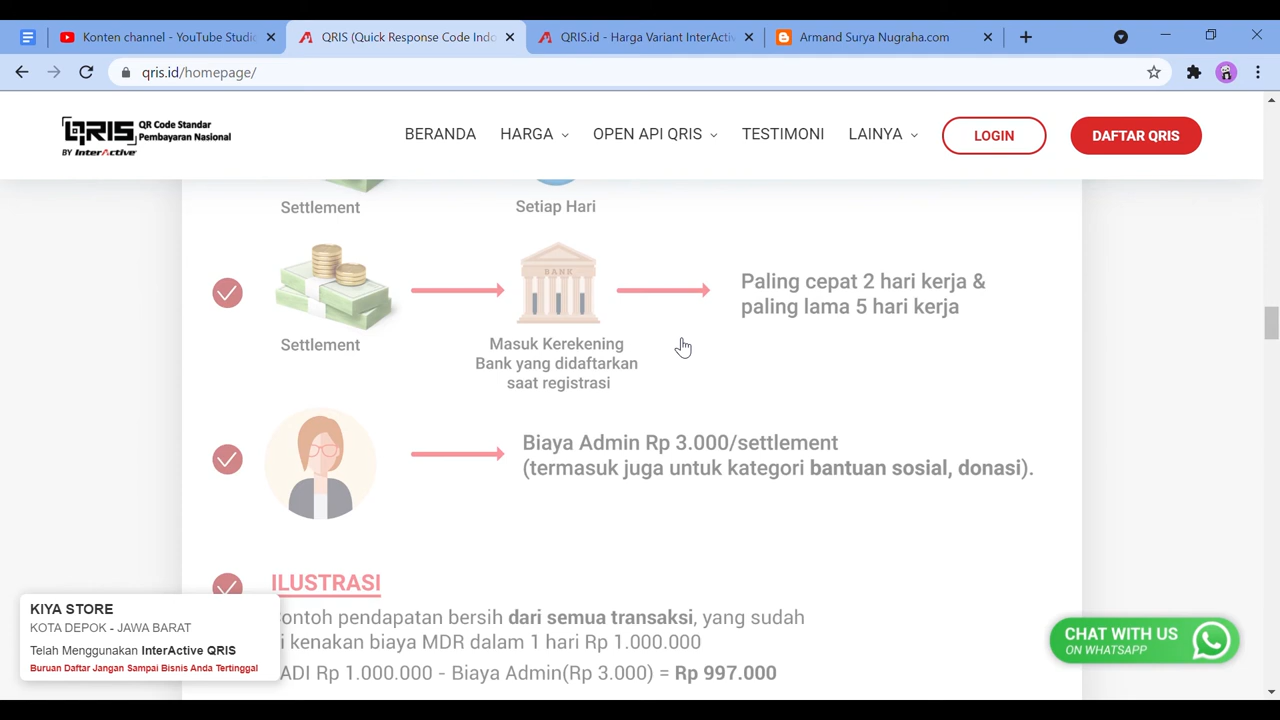 Konten channel - YouTube Studio
QRIS (Quick Response Code Indo
QRIS.id - Harga Variant InterActiv
Armand Surya Nugraha.com
qris.id/homepage/
QRIS
QR Code Standar
Pembayaran Nasional
BY InterActive
BERANDA
HARGA
OPEN API QRIS
TESTIMONI
LAINYA
LOGIN
DAFTAR QRIS
Settlement
Setiap Hari
BANK
Paling cepat 2 hari kerja &
paling lama 5 hari kerja
Settlement
Masuk Kerekening
Bank yang didaftarkan
saat registrasi
Biaya Admin Rp 3.000/settlement
(termasuk juga untuk kategori bantuan sosial, donasi).
ILUSTRASI
ontoh pendapatan bersih dari semua transaksi, yang sudah
i kenakan biaya MDR dalam 1 hari Rp 1.000.000
ADI Rp 1.000.000 - Biaya Admin(Rp 3.000) = Rp 997.000
KIYA STORE
KOTA DEPOK - JAWA BARAT
Telah Menggunakan InterActive QRIS
Buruan Daftar Jangan Sampai Bisnis Anda Tertinggal
CHAT WITH US
ON WHATSAPP